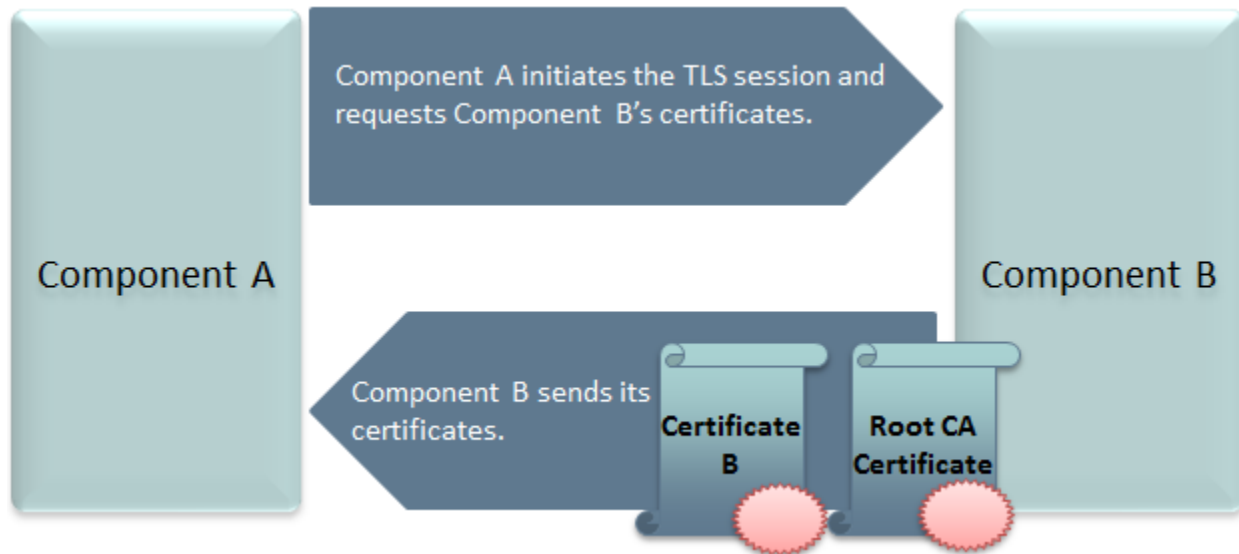 Component A
Component A initiates the TLS session and
requests Component B's certificates.
Component B
Component B sends its
certificates.
Certificate
B
Root CA
Certificate